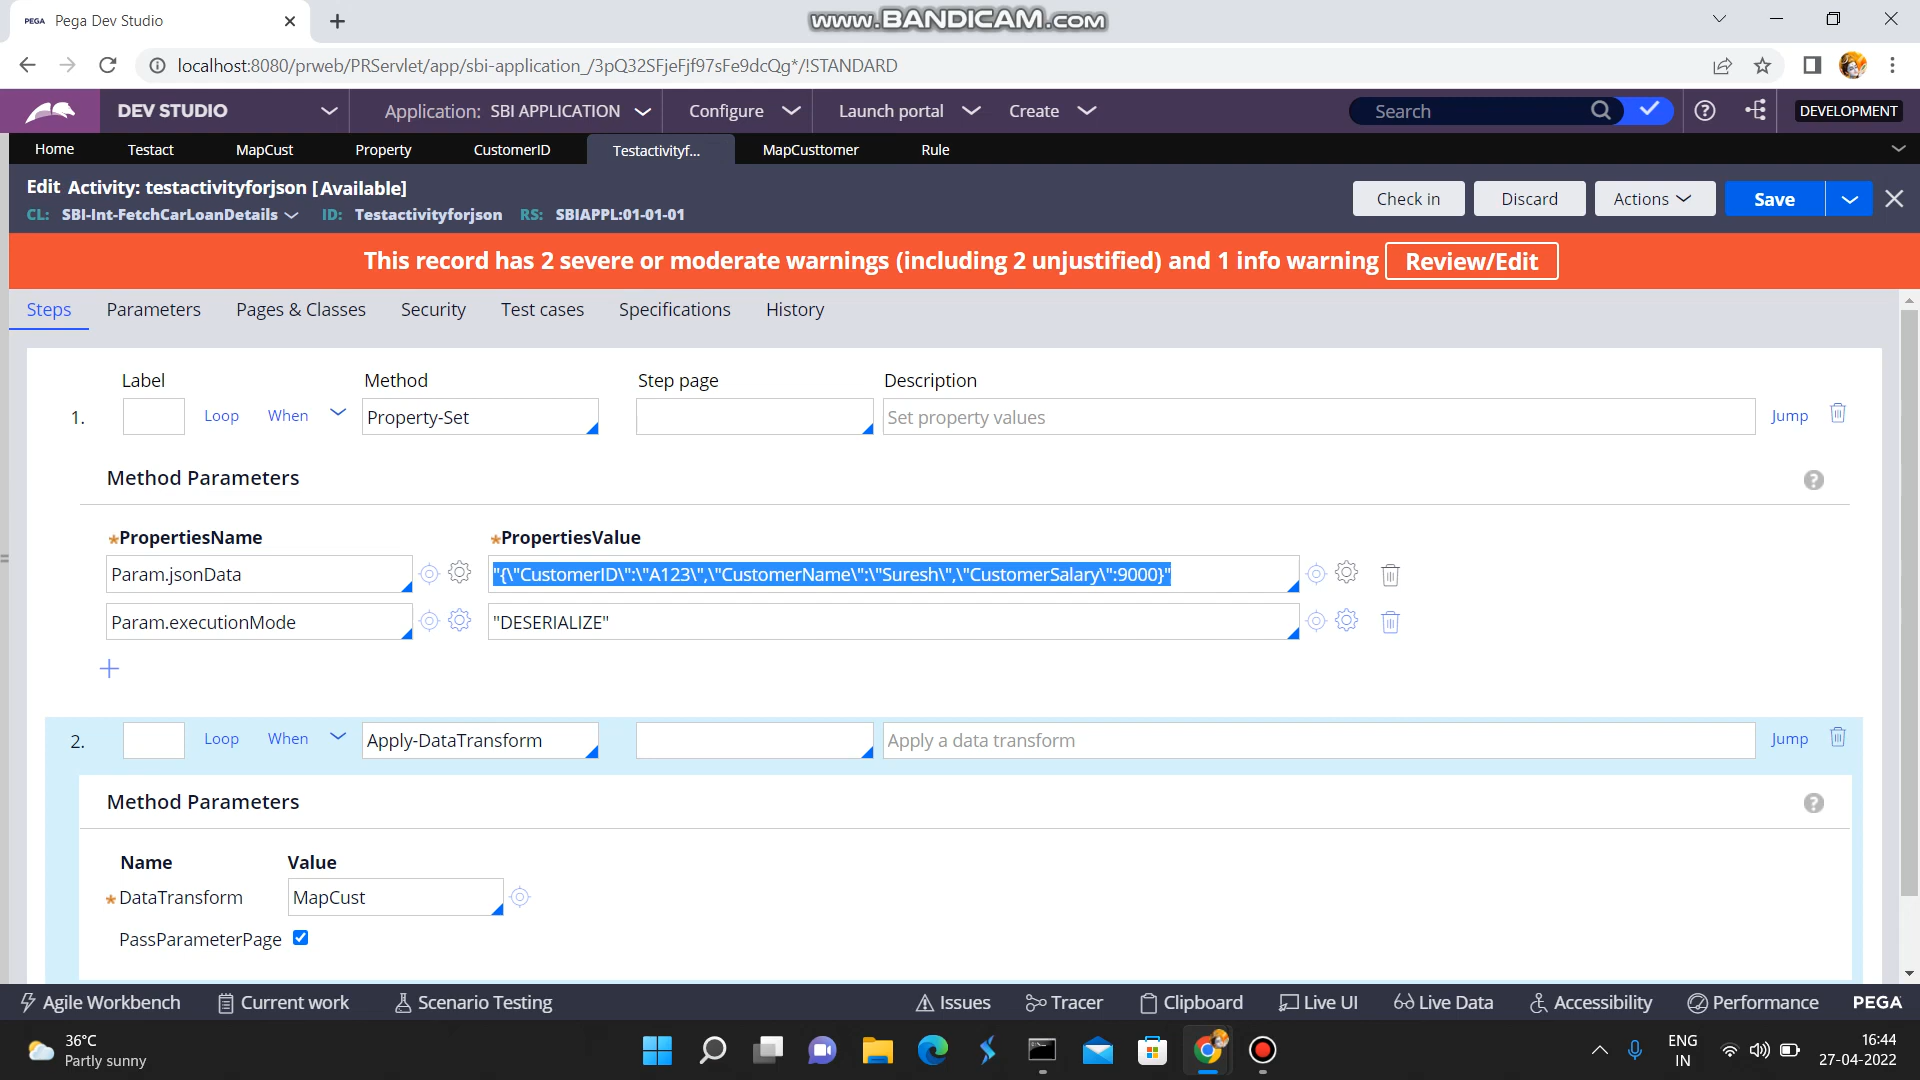 PEGA Pega Dev Studio
www.BANDICAM.com
localhost:8080/prweb/PRServlet/app/sbi-application_/3pQ32SFjeFjf97sFe9dcQg*/!STANDARD
DEV STUDIO Application: SBI APPLICATION Configure Launch portal Create Search DEVELOPMENT
Home Testact MapCust Property CustomerID Testactivityf... MapCusttomer Rule
Edit Activity: testactivityforjson [Available]
CL: SBI-Int-FetchCarLoanDetails ID: Testactivityforjson RS: SBIAPPL:01-01-01
Check in Discard Actions Save
This record has 2 severe or moderate warnings (including 2 unjustified) and 1 info warning Review/Edit
Steps Parameters Pages & Classes Security Test cases Specifications History
Label Method Step page Description
1. Loop When Property-Set Set property values Jump
Method Parameters ?
*PropertiesName *PropertiesValue
Param.jsonData "{\"CustomerID\":\"A123\",\"CustomerName\":\"Suresh\",\"CustomerSalary\":9000}"
Param.executionMode "DESERIALIZE"
2. Loop When Apply-DataTransform Apply a data transform Jump
Method Parameters ?
Name Value
*DataTransform MapCust
PassParameterPage
Agile Workbench Current work Scenario Testing Issues Tracer Clipboard Live UI Live Data Accessibility Performance PEGA
36°C
Partly sunny
ENG
IN
16:44
27-04-2022